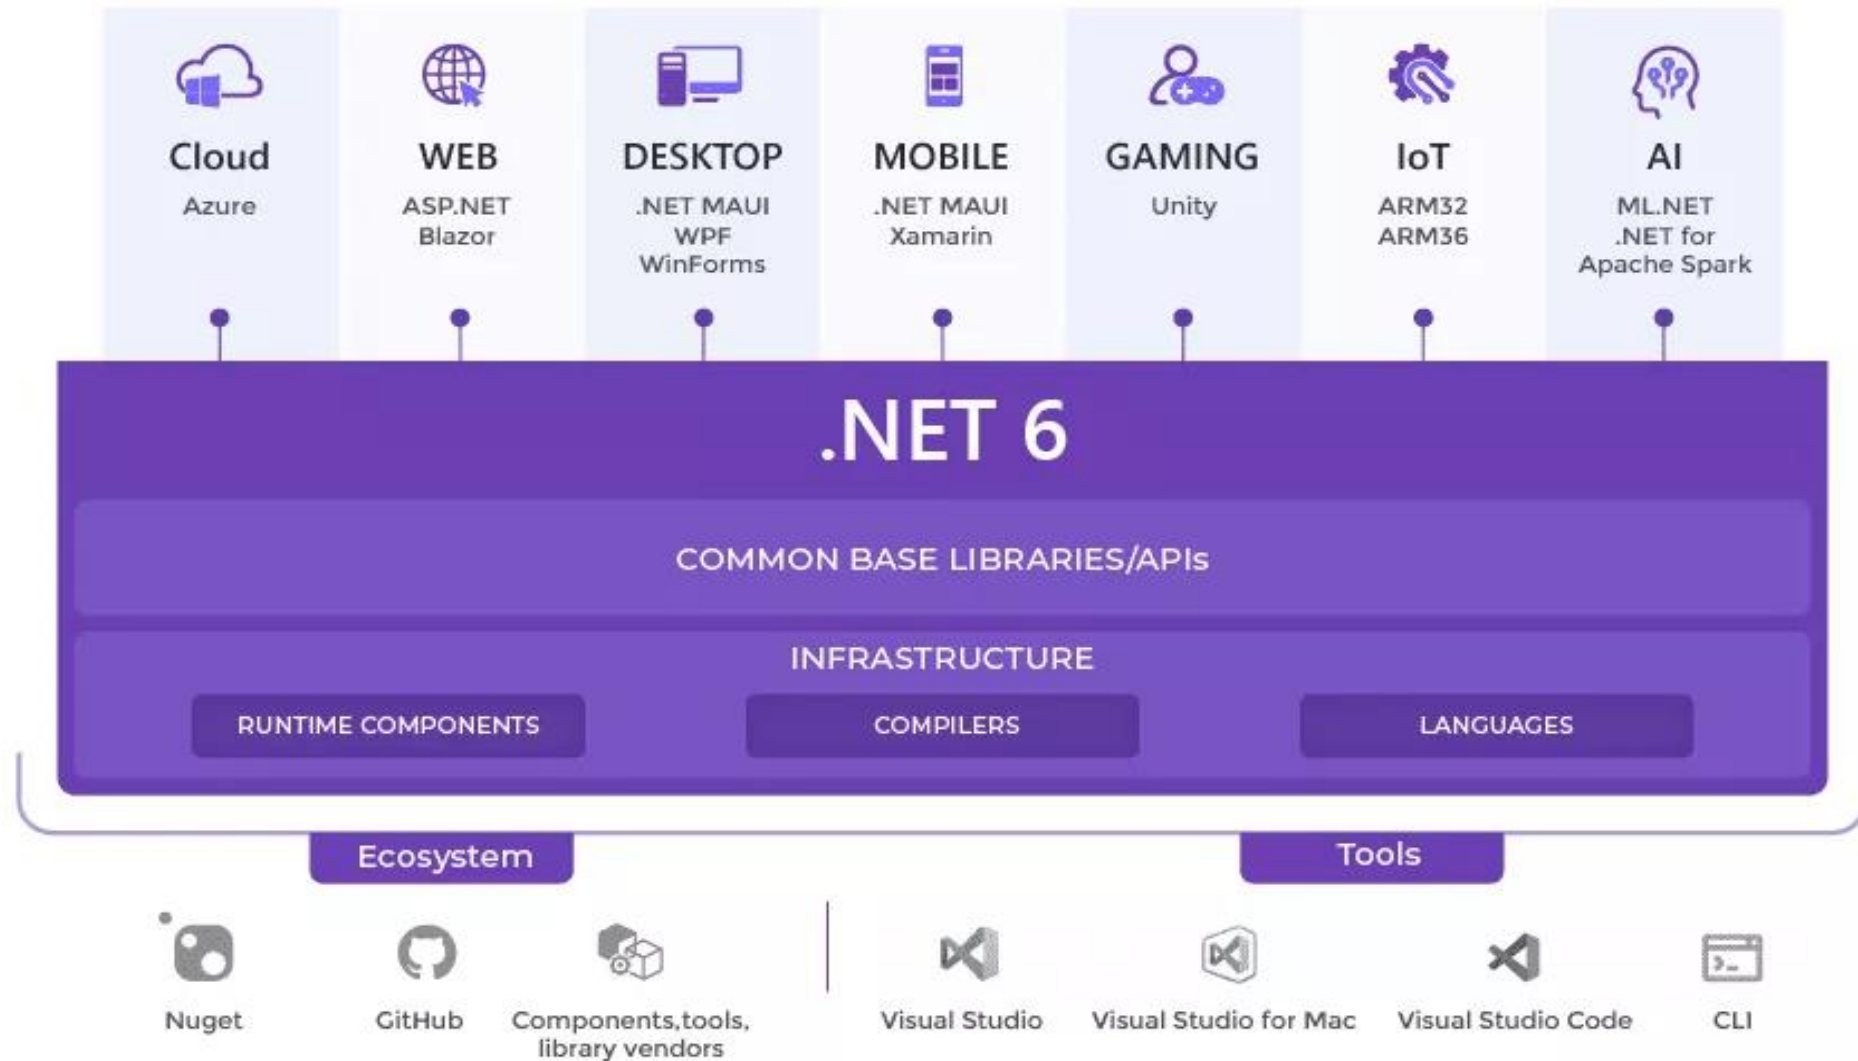 Cloud
Azure
WEB
ASP.NET
Blazor
DESKTOP
.NET MAUI
WPF
WinForms
MOBILE
.NET MAUI
Xamarin
GAMING
Unity
IoT
ARM32
ARM36
AI
ML.NET
.NET for
Apache Spark
.NET 6
COMMON BASE LIBRARIES/APIs
INFRASTRUCTURE
RUNTIME COMPONENTS
COMPILERS
LANGUAGES
Ecosystem
Nuget
GitHub
Components,tools,
library vendors
Tools
Visual Studio
Visual Studio for Mac
Visual Studio Code
CLI